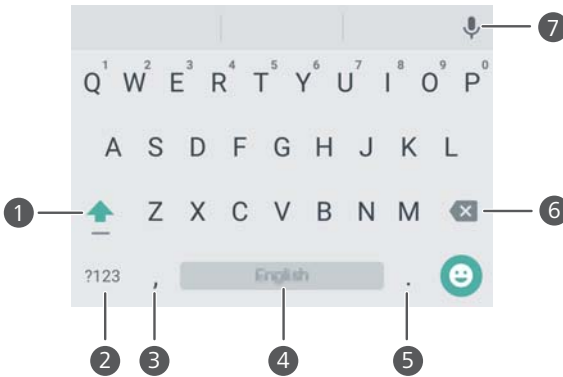 7
1 2 3 4 5 6 7 8 9 0
Q W E R T Y U I O P
A S D F G H J K L
1 Z X C V B N M 6
?123 , English .
2 3 4 5